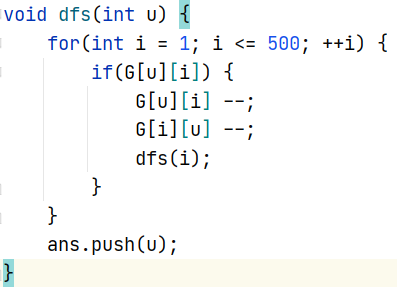 void dfs(int u) {
    for(int i = 1; i <= 500; ++i) {
        if(G[u][i]) {
            G[u][i] --;
            G[i][u] --;
            dfs(i);
        }
    }
    ans.push(u);
}